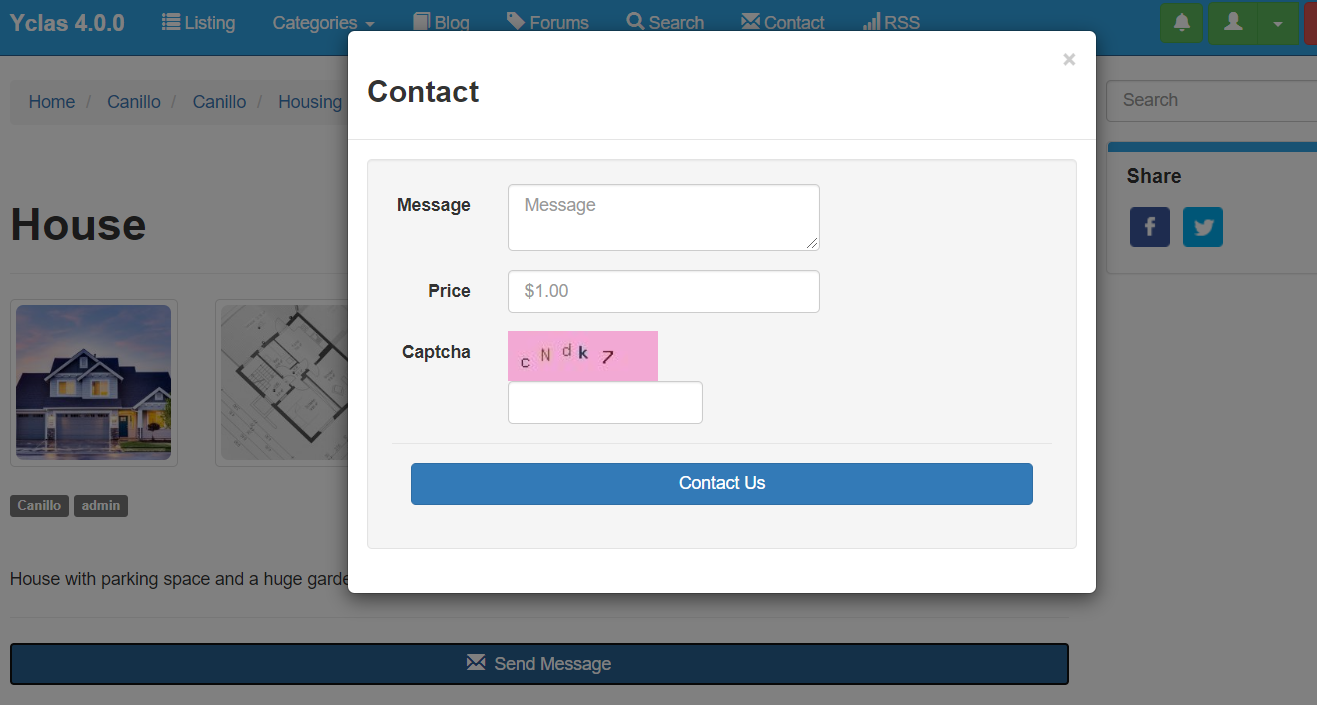 Yclas 4.0.0 Listing Categories Blog Forums Search Contact RSS
×
Contact
Home / Canillo / Canillo / Housing
Search
Share
House
Message Message
Price $1.00
Captcha cNdk7
Contact Us
Canillo admin
House with parking space and a huge garde
Send Message